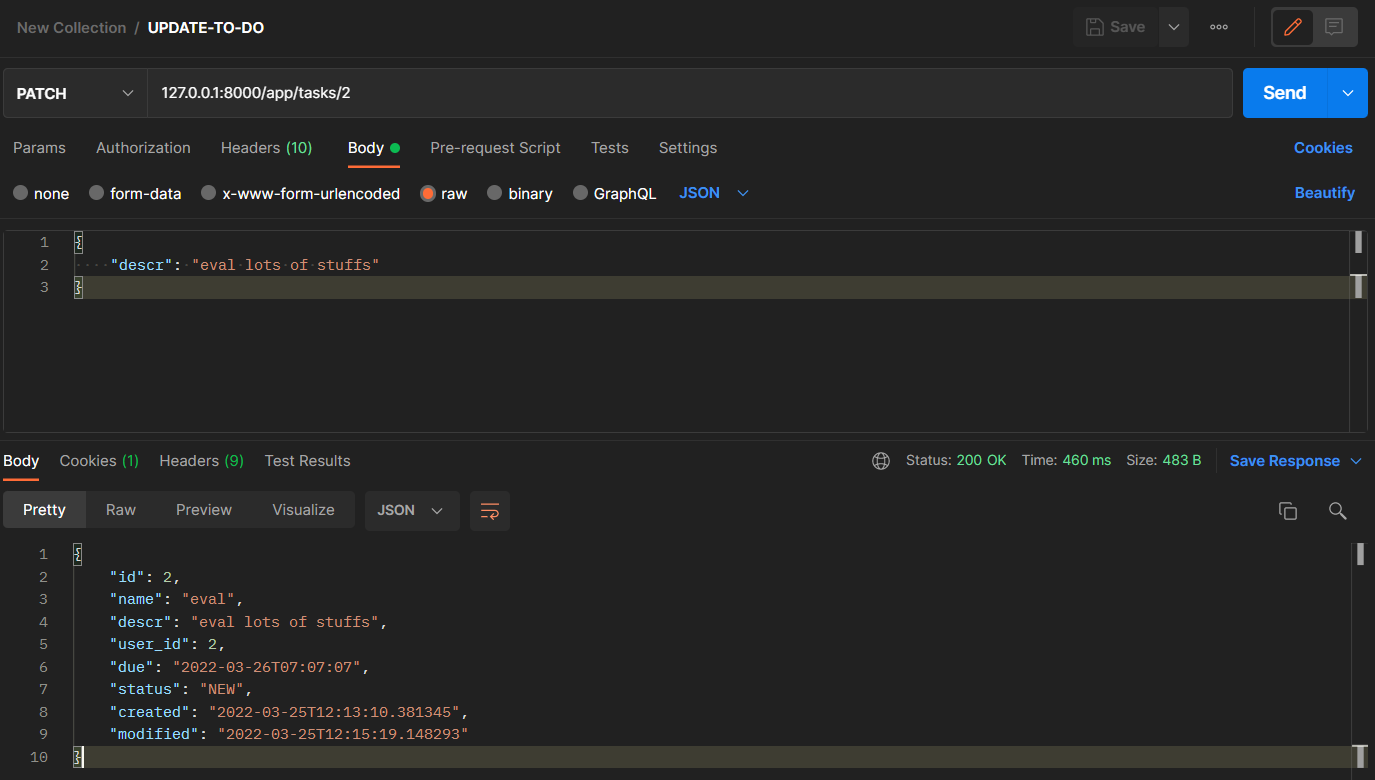 New Collection / UPDATE-TO-DO Save
PATCH 127.0.0.1:8000/app/tasks/2 Send
Params Authorization Headers (10) Body Pre-request Script Tests Settings Cookies
none form-data x-www-form-urlencoded raw binary GraphQL JSON Beautify
1 {
2 "descr": "eval lots of stuffs"
3 }
Body Cookies (1) Headers (9) Test Results Status: 200 OK Time: 460 ms Size: 483 B Save Response
Pretty Raw Preview Visualize JSON
1 {
2 "id": 2,
3 "name": "eval",
4 "descr": "eval lots of stuffs",
5 "user_id": 2,
6 "due": "2022-03-26T07:07:07",
7 "status": "NEW",
8 "created": "2022-03-25T12:13:10.381345",
9 "modified": "2022-03-25T12:15:19.148293"
10 }